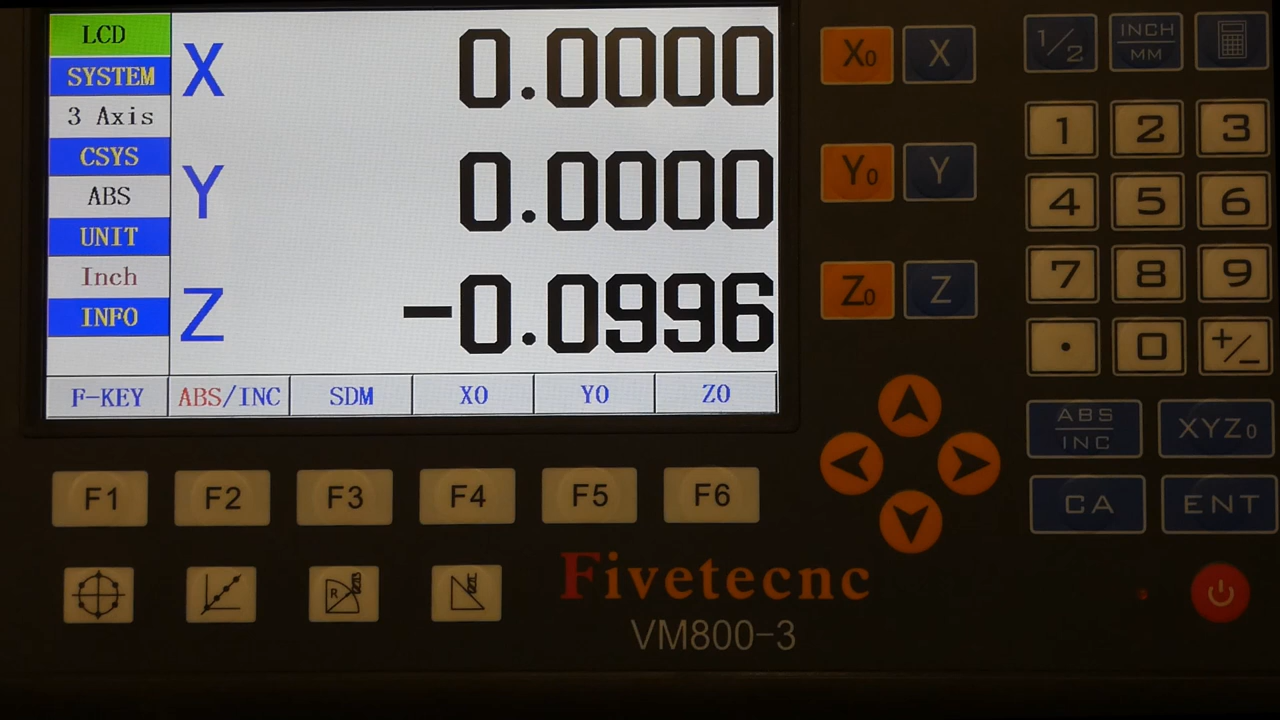 LCD
SYSTEM
3 Axis
CSYS
ABS
UNIT
Inch
INFO
X 0.0000
Y 0.0000
Z -0.0996
F-KEY ABS/INC SDM X0 Y0 Z0
X0 X 1/2 INCH
MM
Y0 Y
Z0 Z
1 2 3
4 5 6
7 8 9
. 0 +/-
ABS
INC
XYZ0
CA ENT
F1 F2 F3 F4 F5 F6
R
Fivetecnc
VM800-3